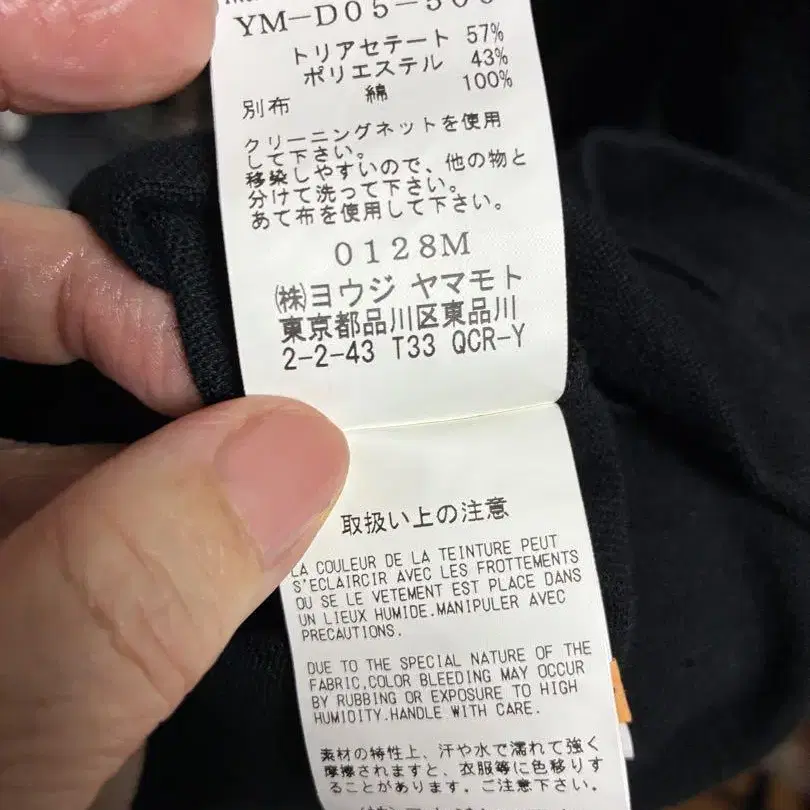 YM-D05-500
トリアセテート 57%
ポリエステル 43%
別布 綿 100%
クリーニングネットを使用
して下さい。
移染しやすいので、他の物と
分けて洗って下さい。
あて布を使用して下さい。
0128M
㈱ヨウジ ヤマモト
東京都品川区東品川
2-2-43 T33 QCR-Y
取扱い上の注意
LA COULEUR DE LA TEINTURE PEUT
S'ECLAIRCIR AVEC LES FROTTEMENTS
OU SE LE VETEMENT EST PLACE DANS
UN LIEUX HUMIDE.MANIPULER AVEC
PRECAUTIONS.
DUE TO THE SPECIAL NATURE OF THE
FABRIC,COLOR BLEEDING MAY OCCUR
BY RUBBING OR EXPOSURE TO HIGH
HUMIDITY.HANDLE WITH CARE.
素材の特性上、汗や水で濡れて強く
摩擦されますと、衣服等に色移りす
ることがあります。ご注意下さい。